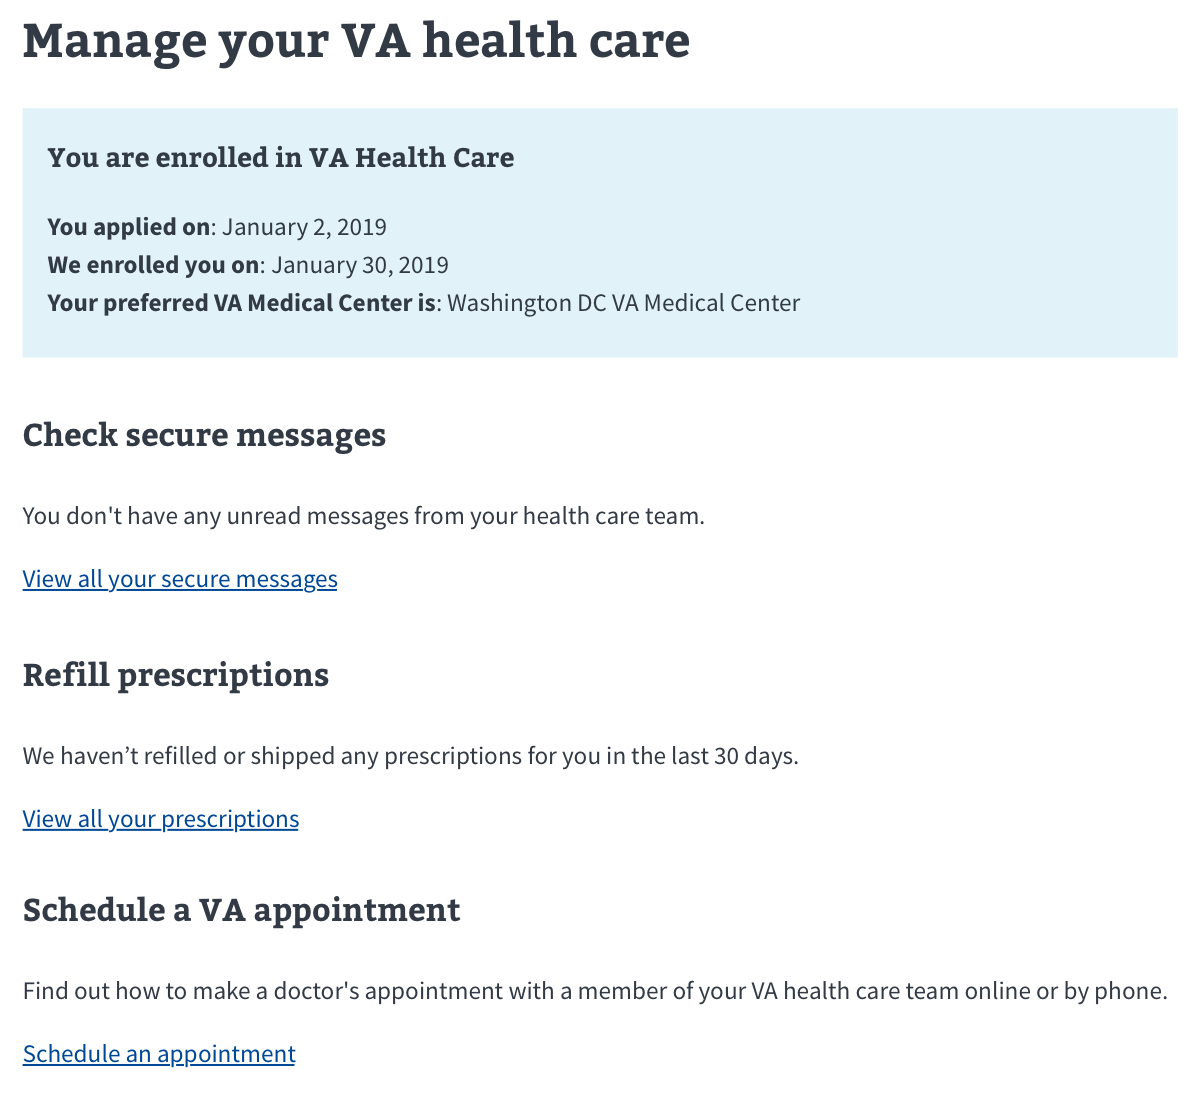 Manage your VA health care
You are enrolled in VA Health Care
You applied on: January 2, 2019
We enrolled you on: January 30, 2019
Your preferred VA Medical Center is: Washington DC VA Medical Center
Check secure messages
You don't have any unread messages from your health care team.
View all your secure messages
Refill prescriptions
We haven’t refilled or shipped any prescriptions for you in the last 30 days.
View all your prescriptions
Schedule a VA appointment
Find out how to make a doctor's appointment with a member of your VA health care team online or by phone.
Schedule an appointment